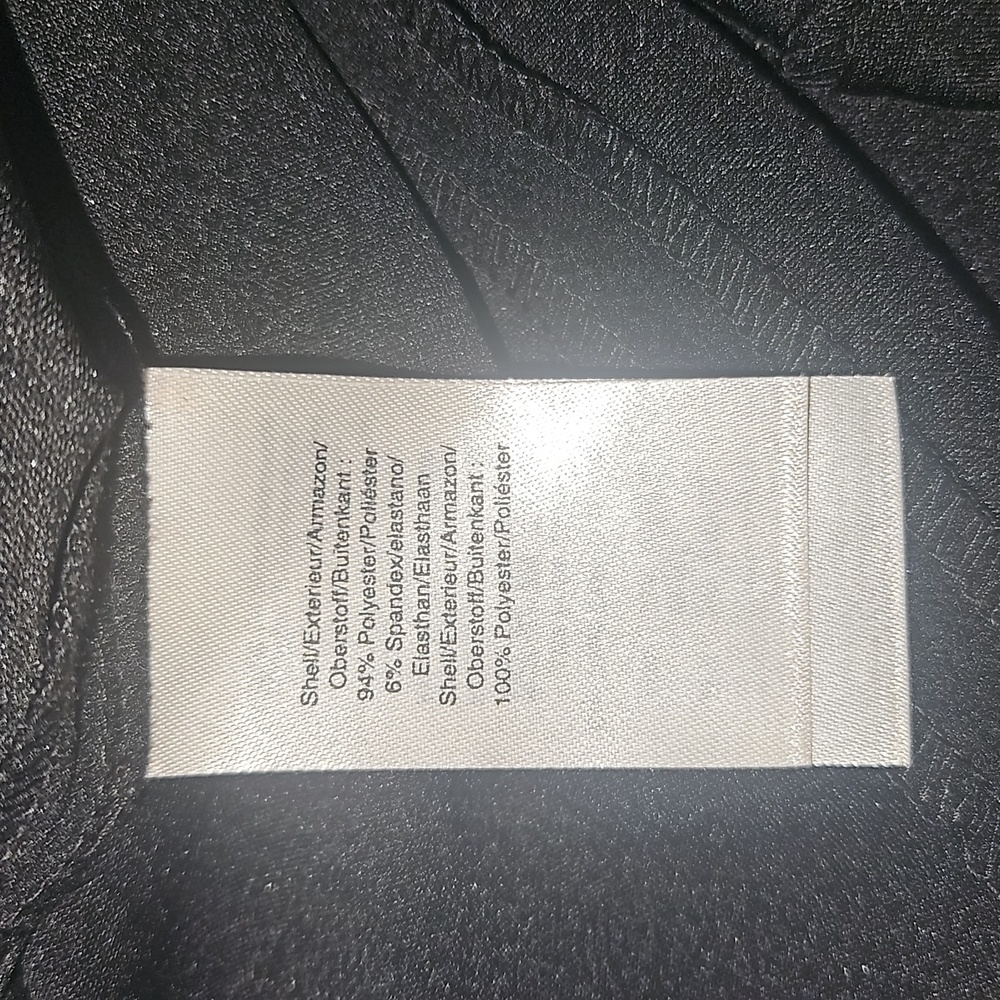 Shell/Exterieur/Armazon/
Oberstoff/Buitenkant :
94% Polyester/Poliéster
6% Spandex/elastano/
Elasthan/Elasthaan
Shell/Exterieur/Armazon/
Oberstoff/Buitenkant :
100% Polyester/Poliéster